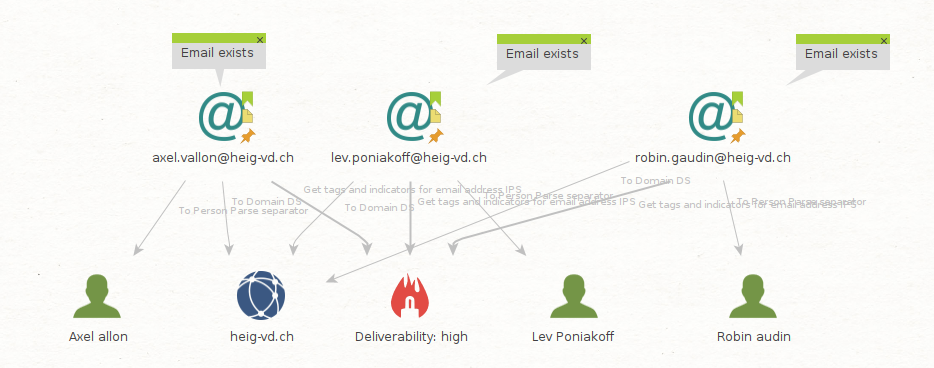 Email exists
Email exists
Email exists
axel.vallon@heig-vd.ch
lev.poniakoff@heig-vd.ch
robin.gaudin@heig-vd.ch
To Domain DS
Get tags and indicators for email address IPS
To Person Parse separator
To Domain DS
Get tags and indicators for email address IPS
To Person Parse separator
To Person Parse separator
To Domain DS
Get tags and indicators for email address IPS
Axel allon
heig-vd.ch
Deliverability: high
Lev Poniakoff
Robin audin